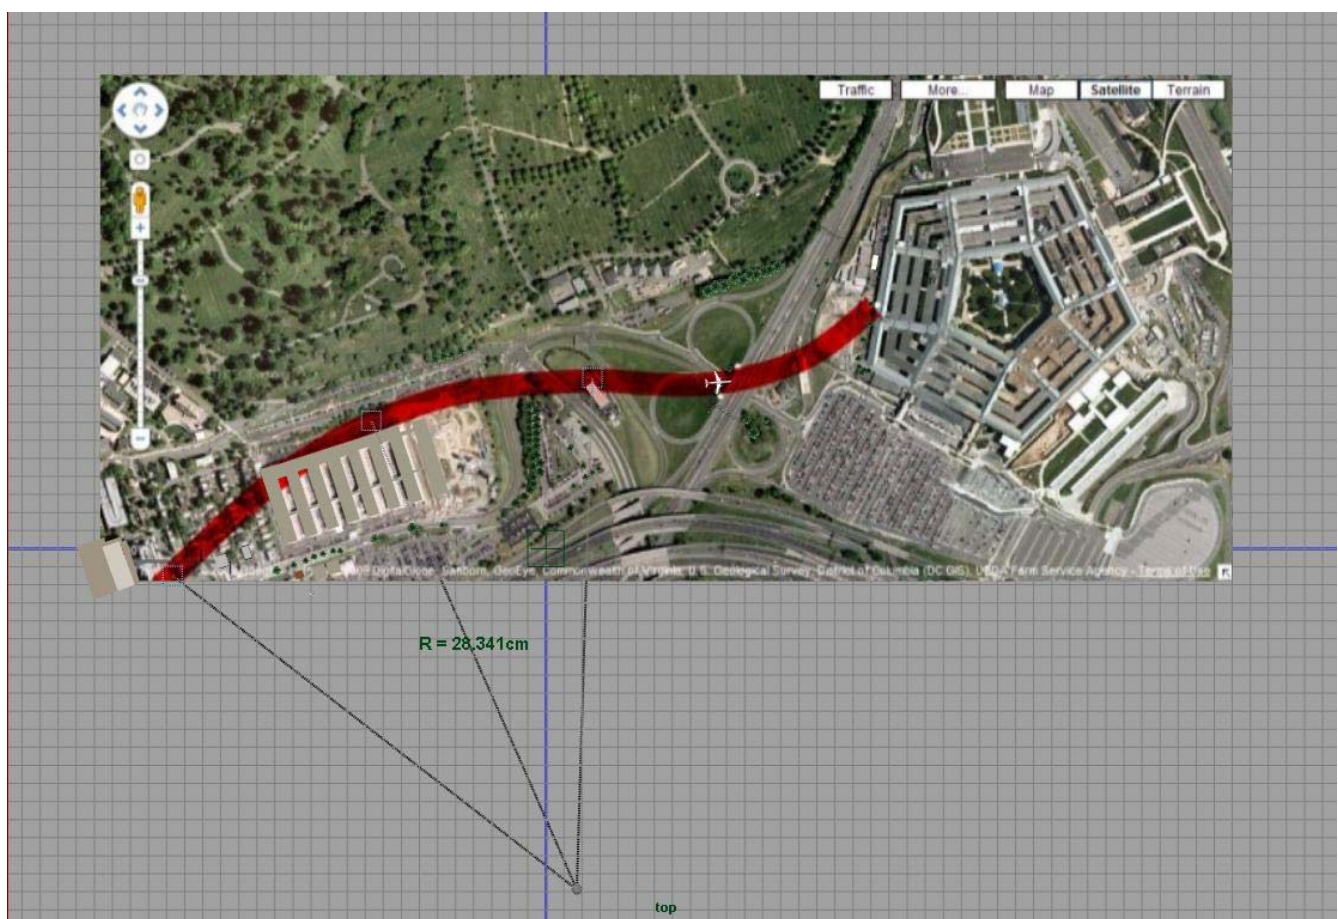 Traffic
More...
Map
Satellite
Terrain
DigitalGlobe, Sanborn, GeoEye, Commonwealth of Virginia, U.S. Geological Survey, District of Columbia (DC GIS), USDA Farm Service Agency - Terms of Use
R = 28.341cm
top